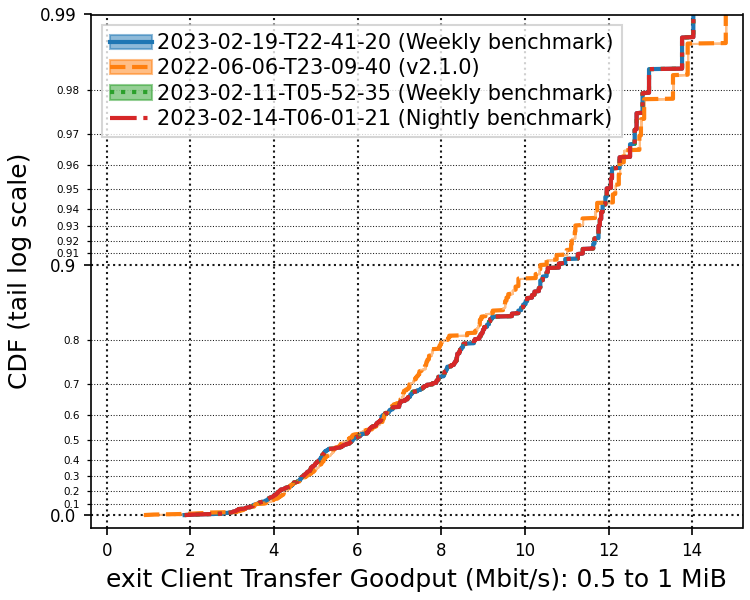 CDF (tail log scale)
0.99
0.98
0.97
0.96
0.95
0.94
0.93
0.92
0.91
0.9
0.8
0.7
0.6
0.5
0.4
0.3
0.2
0.1
0.0
2023-02-19-T22-41-20 (Weekly benchmark)
2022-06-06-T23-09-40 (v2.1.0)
2023-02-11-T05-52-35 (Weekly benchmark)
2023-02-14-T06-01-21 (Nightly benchmark)
0 2 4 6 8 10 12 14
exit Client Transfer Goodput (Mbit/s): 0.5 to 1 MiB